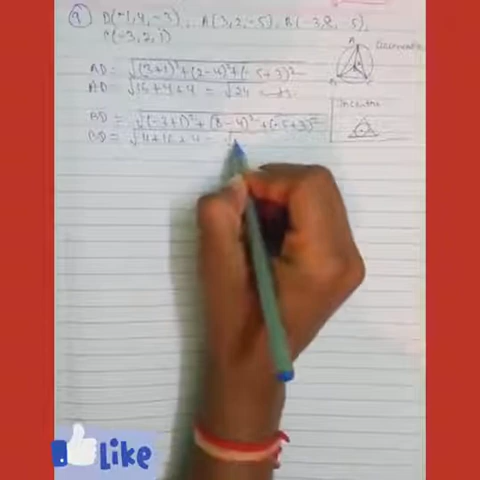 9) D(-1,4,-3), A(3,2,-5), B(-3,8,-5),
C(-3,2,1)
A
AD = √(3+1)²+(2-4)²+(-5+3)²
AD = √16+4+4 = √24
Incentre
BD = √(-3+1)²+(8-4)²+(-5+3)²
BD = √4+16+4 = √
Like